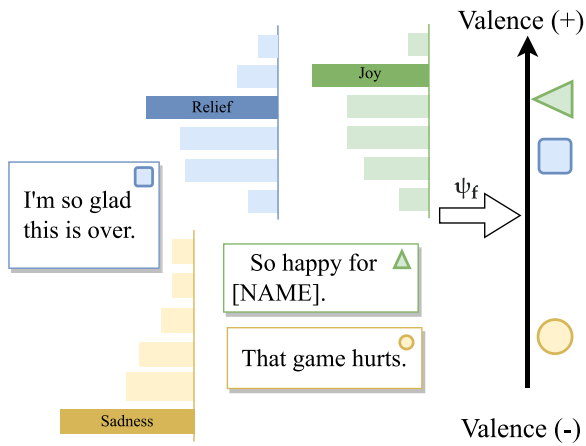 Valence (+)
Relief
Joy
I'm so glad
this is over.
ψf
So happy for
[NAME].
That game hurts.
Sadness
Valence (-)